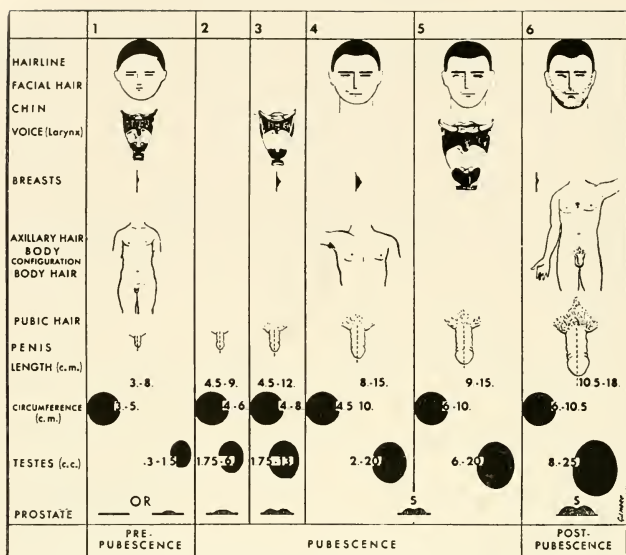 1 2 3 4 5 6
HAIRLINE
FACIAL HAIR
CHIN
VOICE (Larynx)
BREASTS
AXILLARY HAIR
BODY
CONFIGURATION
BODY HAIR
PUBIC HAIR
PENIS
LENGTH (c.m.)
3.-8. 4.5-9. 4.5-12. 8.-15. 9.-15. 10.5-18.
CIRCUMFERENCE
(c.m.)
3.-5. 4.-6. 4.-8. 4.5 10. 6.-10. 6.-10.5
TESTES (c.c.) .3-1.5 1.75-6. 1.75-13 2.-20 6.-20 8.-25
OR S S
PROSTATE
PRE-
PUBESCENCE
PUBESCENCE
POST-
PUBESCENCE